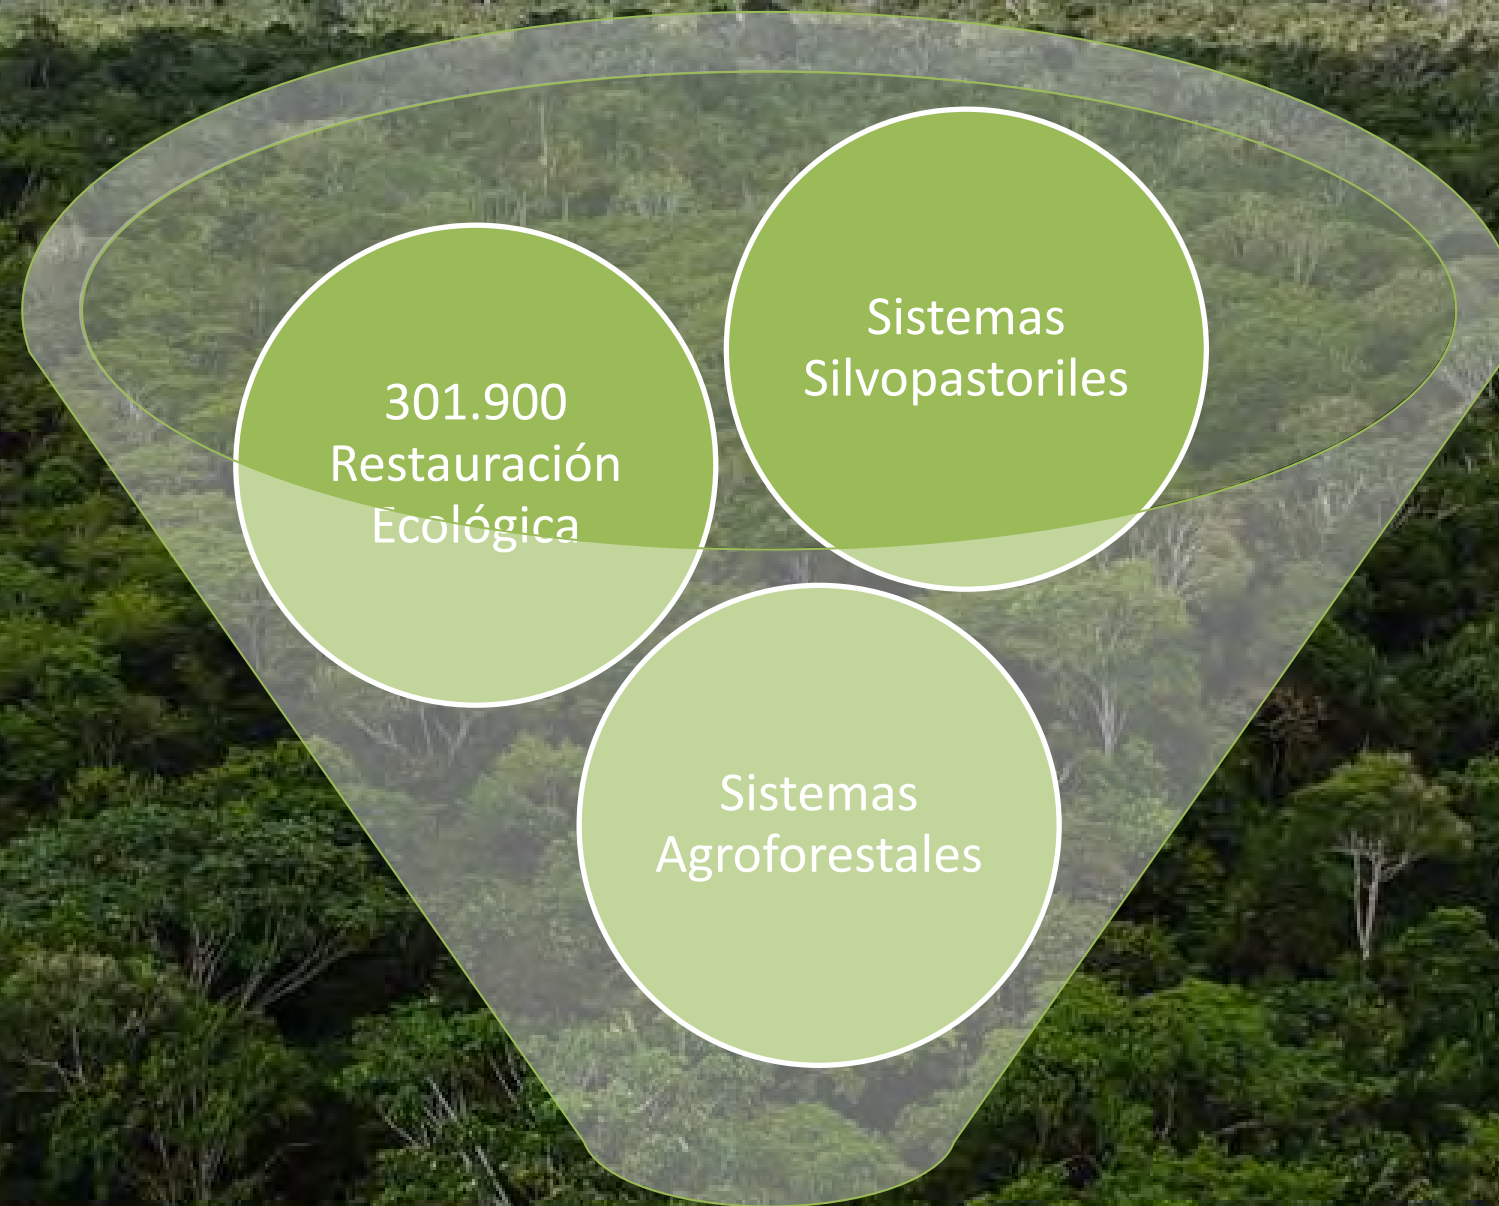 301.900
Restauración
Ecológica
Sistemas
Silvopastoriles
Sistemas
Agroforestales